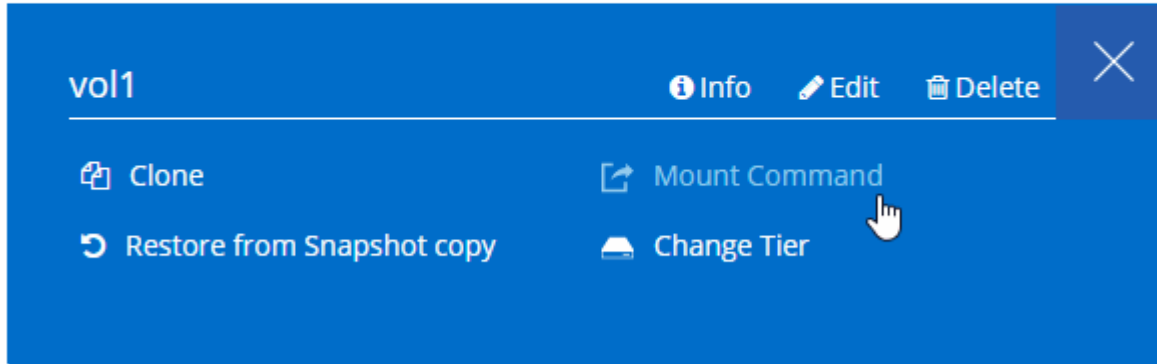 vol1 Info Edit Delete
Clone Mount Command
Restore from Snapshot copy Change Tier